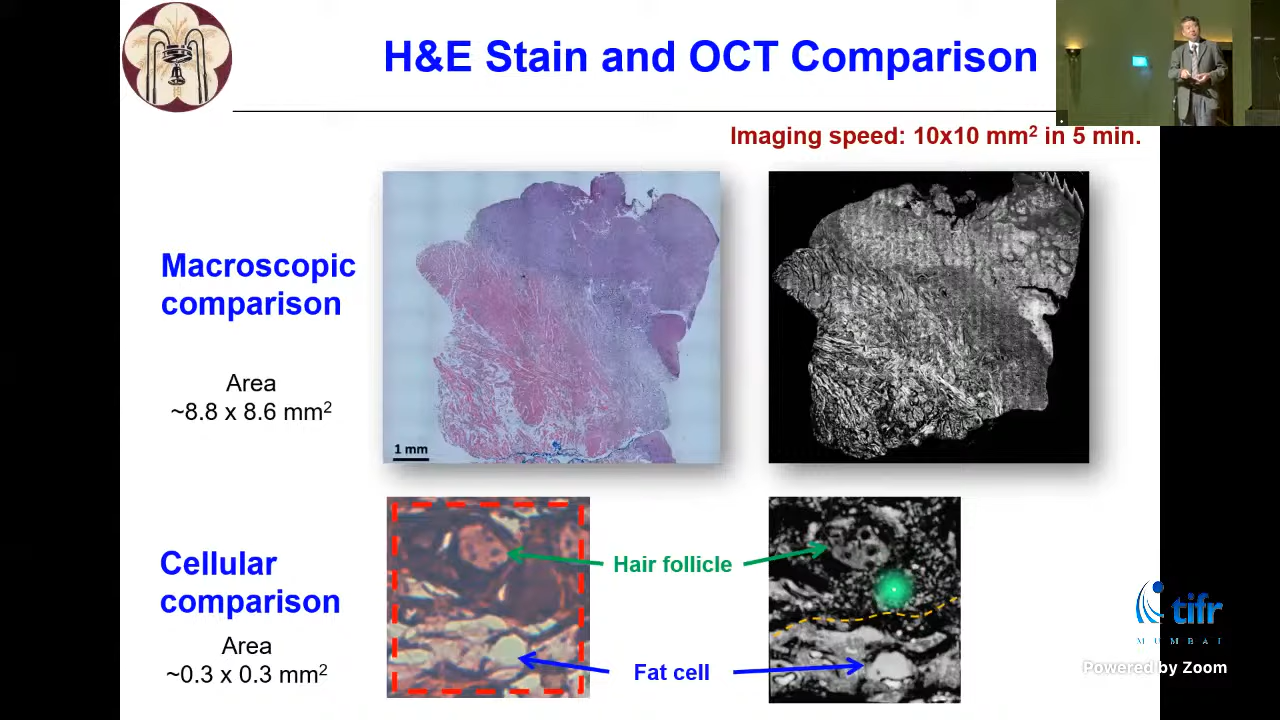 H&E Stain and OCT Comparison
Imaging speed: 10x10 mm² in 5 min.
Macroscopic
comparison
Area
~8.8 x 8.6 mm²
1 mm
Cellular
comparison
Area
~0.3 x 0.3 mm²
Hair follicle
Fat cell
tifr
MUMBAI
Powered by Zoom